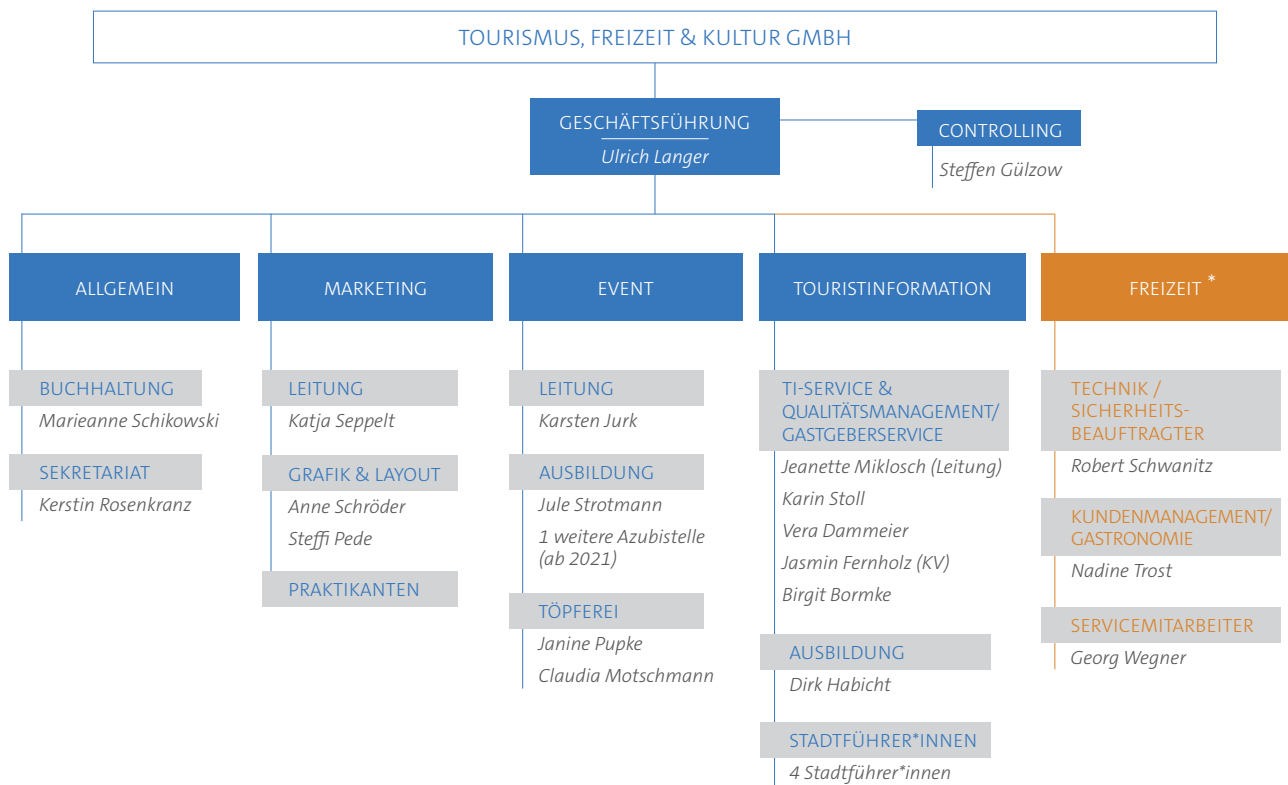 TOURISMUS, FREIZEIT & KULTUR GMBH
GESCHÄFTSFÜHRUNG
Ulrich Langer
CONTROLLING
Steffen Gülzow
ALLGEMEIN
BUCHHALTUNG
Marieanne Schikowski
SEKRETARIAT
Kerstin Rosenkranz
MARKETING
LEITUNG
Katja Seppelt
GRAFIK & LAYOUT
Anne Schröder
Steffi Pede
PRAKTIKANTEN
EVENT
LEITUNG
Karsten Jurk
AUSBILDUNG
Jule Strotmann
1 weitere Azubistelle
(ab 2021)
TÖPFEREI
Janine Pupke
Claudia Motschmann
TOURISTINFORMATION
TI-SERVICE &
QUALITÄTSMANAGEMENT/
GASTGEBERSERVICE
Jeanette Miklosch (Leitung)
Karin Stoll
Vera Dammeier
Jasmin Fernholz (KV)
Birgit Bormke
AUSBILDUNG
Dirk Habicht
STADTFÜHRER*INNEN
4 Stadtführer*innen
FREIZEIT *
TECHNIK /
SICHERHEITS-
BEAUFTRAGTER
Robert Schwanitz
KUNDENMANAGEMENT/
GASTRONOMIE
Nadine Trost
SERVICEMITARBEITER
Georg Wegner